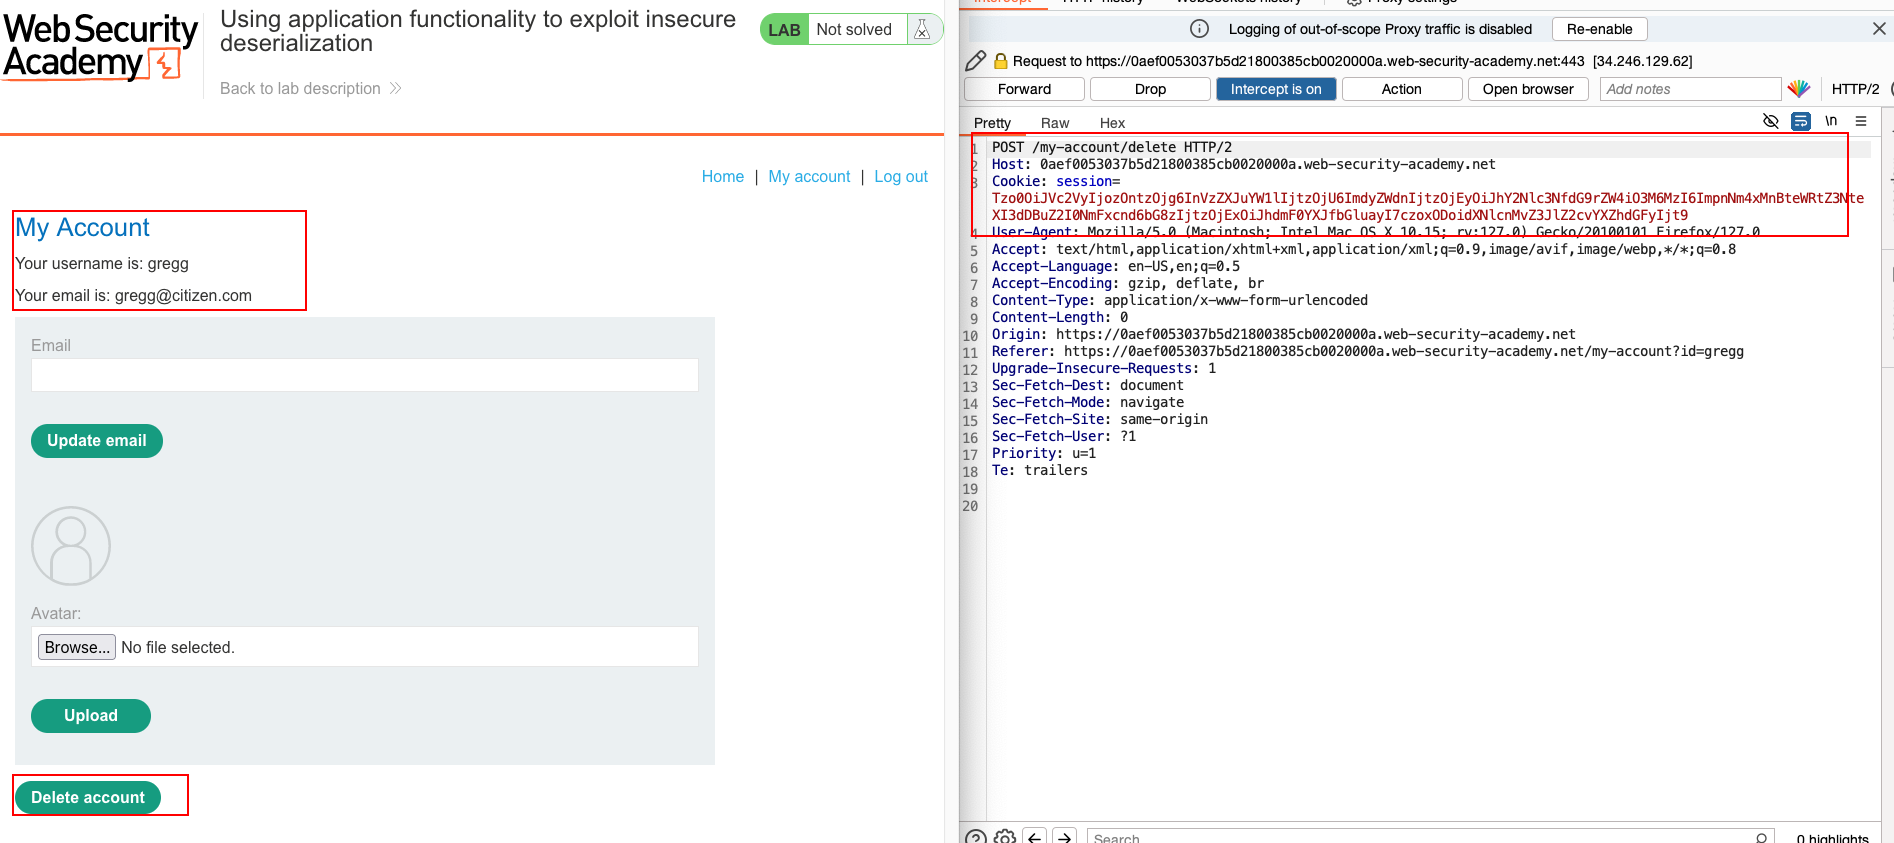 Web Security
Academy
Using application functionality to exploit insecure
deserialization
LAB Not solved
Back to lab description
Home | My account | Log out
My Account
Your username is: gregg
Your email is: gregg@citizen.com
Email
Update email
Avatar:
Browse... No file selected.
Upload
Delete account
Logging of out-of-scope Proxy traffic is disabled Re-enable
Request to https://0aef0053037b5d21800385cb0020000a.web-security-academy.net:443 [34.246.129.62]
Forward Drop Intercept is on Action Open browser Add notes HTTP/2
Pretty Raw Hex \n
1 POST /my-account/delete HTTP/2
2 Host: 0aef0053037b5d21800385cb0020000a.web-security-academy.net
3 Cookie: session=
Tzo0OiJVc2VyIjozOntzOjg6InVzZXJuYW1lIjtzOjU6ImdyZWdnIjtzOjEyOiJhY2Nlc3NfdG9rZW4iO3M6MzI6ImpnNm4xMnBteWRtZ3Nte
XI3dDBuZ2I0NmFxcnd6bG8zIjtzOjExOiJhdmF0YXJfbGluayI7czoxODoidXNlcnMvZ3JlZ2cvYXZhdGFyIjt9
4 User-Agent: Mozilla/5.0 (Macintosh; Intel Mac OS X 10.15; rv:127.0) Gecko/20100101 Firefox/127.0
5 Accept: text/html,application/xhtml+xml,application/xml;q=0.9,image/avif,image/webp,*/*;q=0.8
6 Accept-Language: en-US,en;q=0.5
7 Accept-Encoding: gzip, deflate, br
8 Content-Type: application/x-www-form-urlencoded
9 Content-Length: 0
10 Origin: https://0aef0053037b5d21800385cb0020000a.web-security-academy.net
11 Referer: https://0aef0053037b5d21800385cb0020000a.web-security-academy.net/my-account?id=gregg
12 Upgrade-Insecure-Requests: 1
13 Sec-Fetch-Dest: document
14 Sec-Fetch-Mode: navigate
15 Sec-Fetch-Site: same-origin
16 Sec-Fetch-User: ?1
17 Priority: u=1
18 Te: trailers
19
20
Search 0 highlights